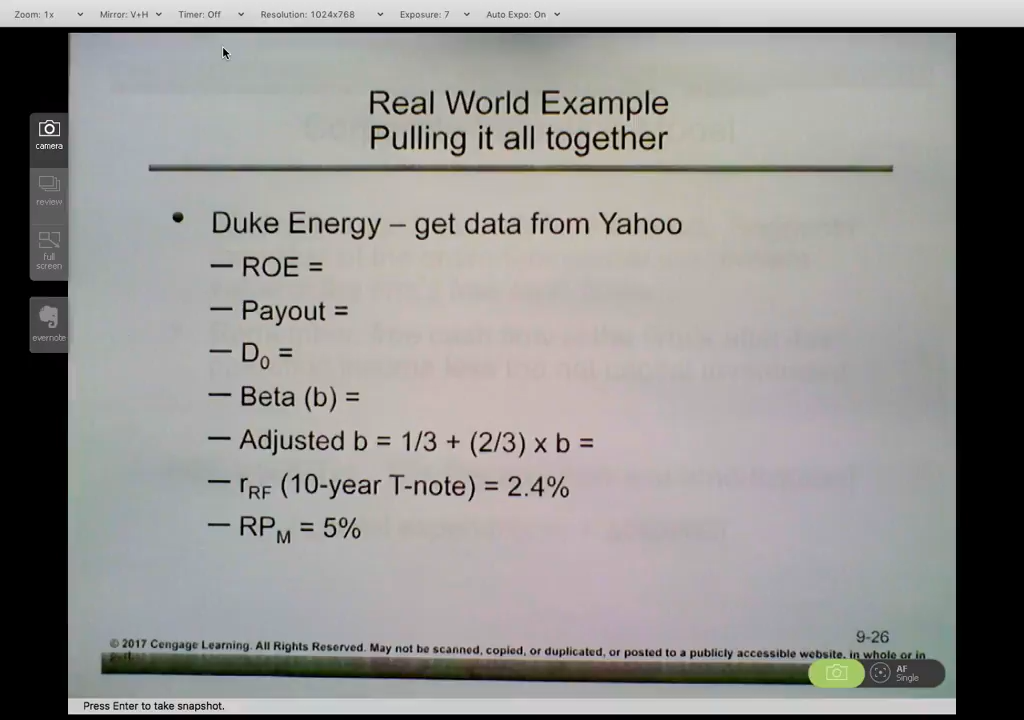 Zoom: 1x Mirror: V+H Timer: Off Resolution: 1024x768 Exposure: 7 Auto Expo: On
camera
review
full
screen
evernote
Real World Example
Pulling it all together
• Duke Energy – get data from Yahoo
— ROE =
— Payout =
— D0 =
— Beta (b) =
— Adjusted b = 1/3 + (2/3) x b =
— rRF (10-year T-note) = 2.4%
— RPM = 5%
9-26
© 2017 Cengage Learning. All Rights Reserved. May not be scanned, copied, or duplicated, or posted to a publicly accessible website, in whole or in
AF
Single
Press Enter to take snapshot.